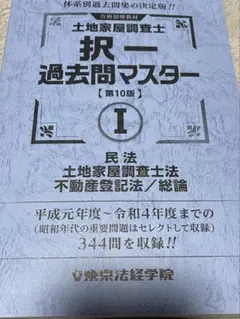 体系別過去問集の決定版!!
合格指導教材
土地家屋調査士
択一
過去問マスター
【第10版】
I
民法
土地家屋調査士法
不動産登記法／総論
平成元年度～令和4年度までの
(昭和年代の重要問題はセレクトして収録)
344問を収録!!
東京法経学院